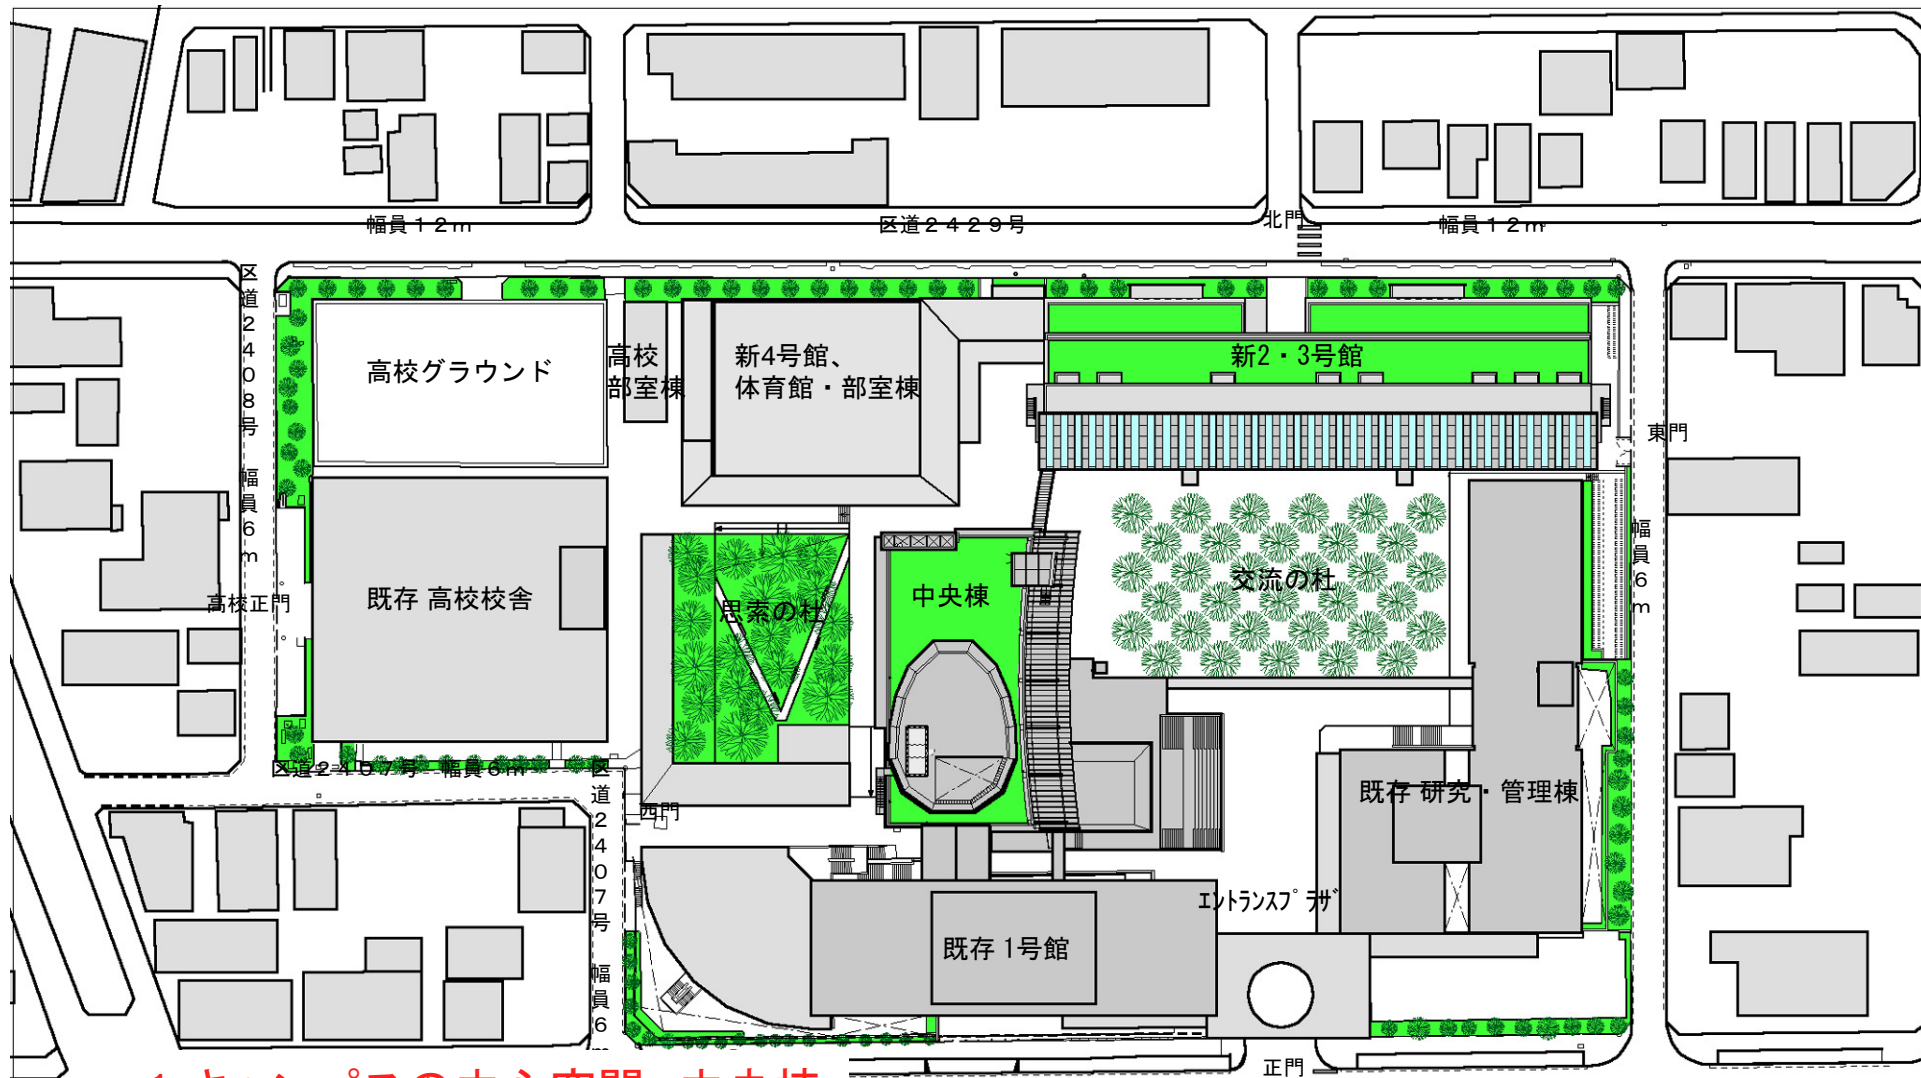 幅員12m
区道2429号
北門
幅員12m
区道2408号 幅員6m
高校グラウンド
高校
部室棟
新4号館、
体育館・部室棟
新2・3号館
東門
幅員6m
既存 高校校舎
高校正門
思索の杜
中央棟
交流の杜
区道2407号 幅員6m
西門
区道2407号 幅員6m
既存 研究・管理棟
エントランスプラザ
既存 1号館
正門